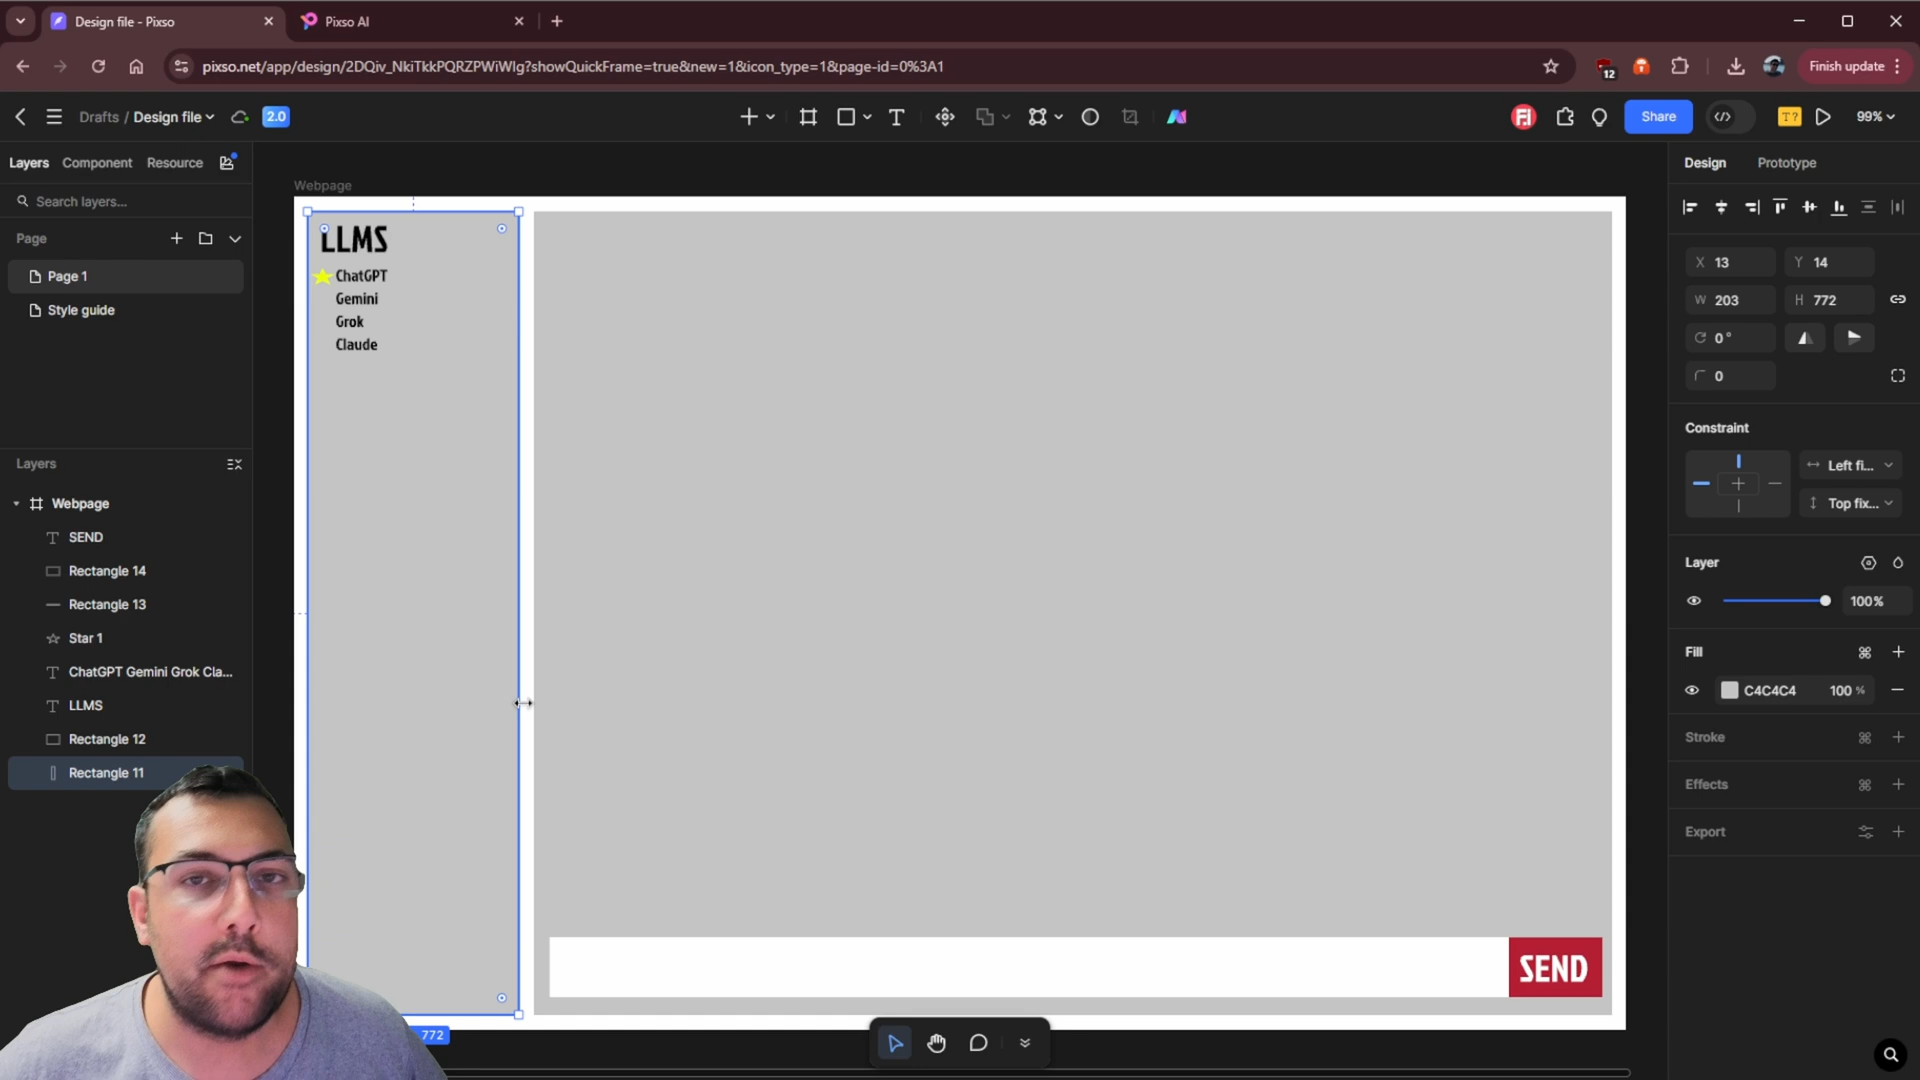 Design file - Pixso
Pixso AI
pixso.net/app/design/2DQiv_NkiTkkPQRZPWiWIg?showQuickFrame=true&new=1&icon_type=1&page-id=0%3A1
12
Finish update
Drafts / Design file
2.0
Share
T?
99%
Layers Component Resource
Search layers...
Page
Page 1
Style guide
Layers
Webpage
SEND
Rectangle 14
Rectangle 13
Star 1
ChatGPT Gemini Grok Cla...
LLMS
Rectangle 12
Rectangle 11
Webpage
LLMS
ChatGPT
Gemini
Grok
Claude
SEND
772
Design Prototype
X 13 Y 14
W 203 H 772
0°
0
Constraint
Left fi...
Top fix...
Layer
100%
Fill
C4C4C4 100 %
Stroke
Effects
Export